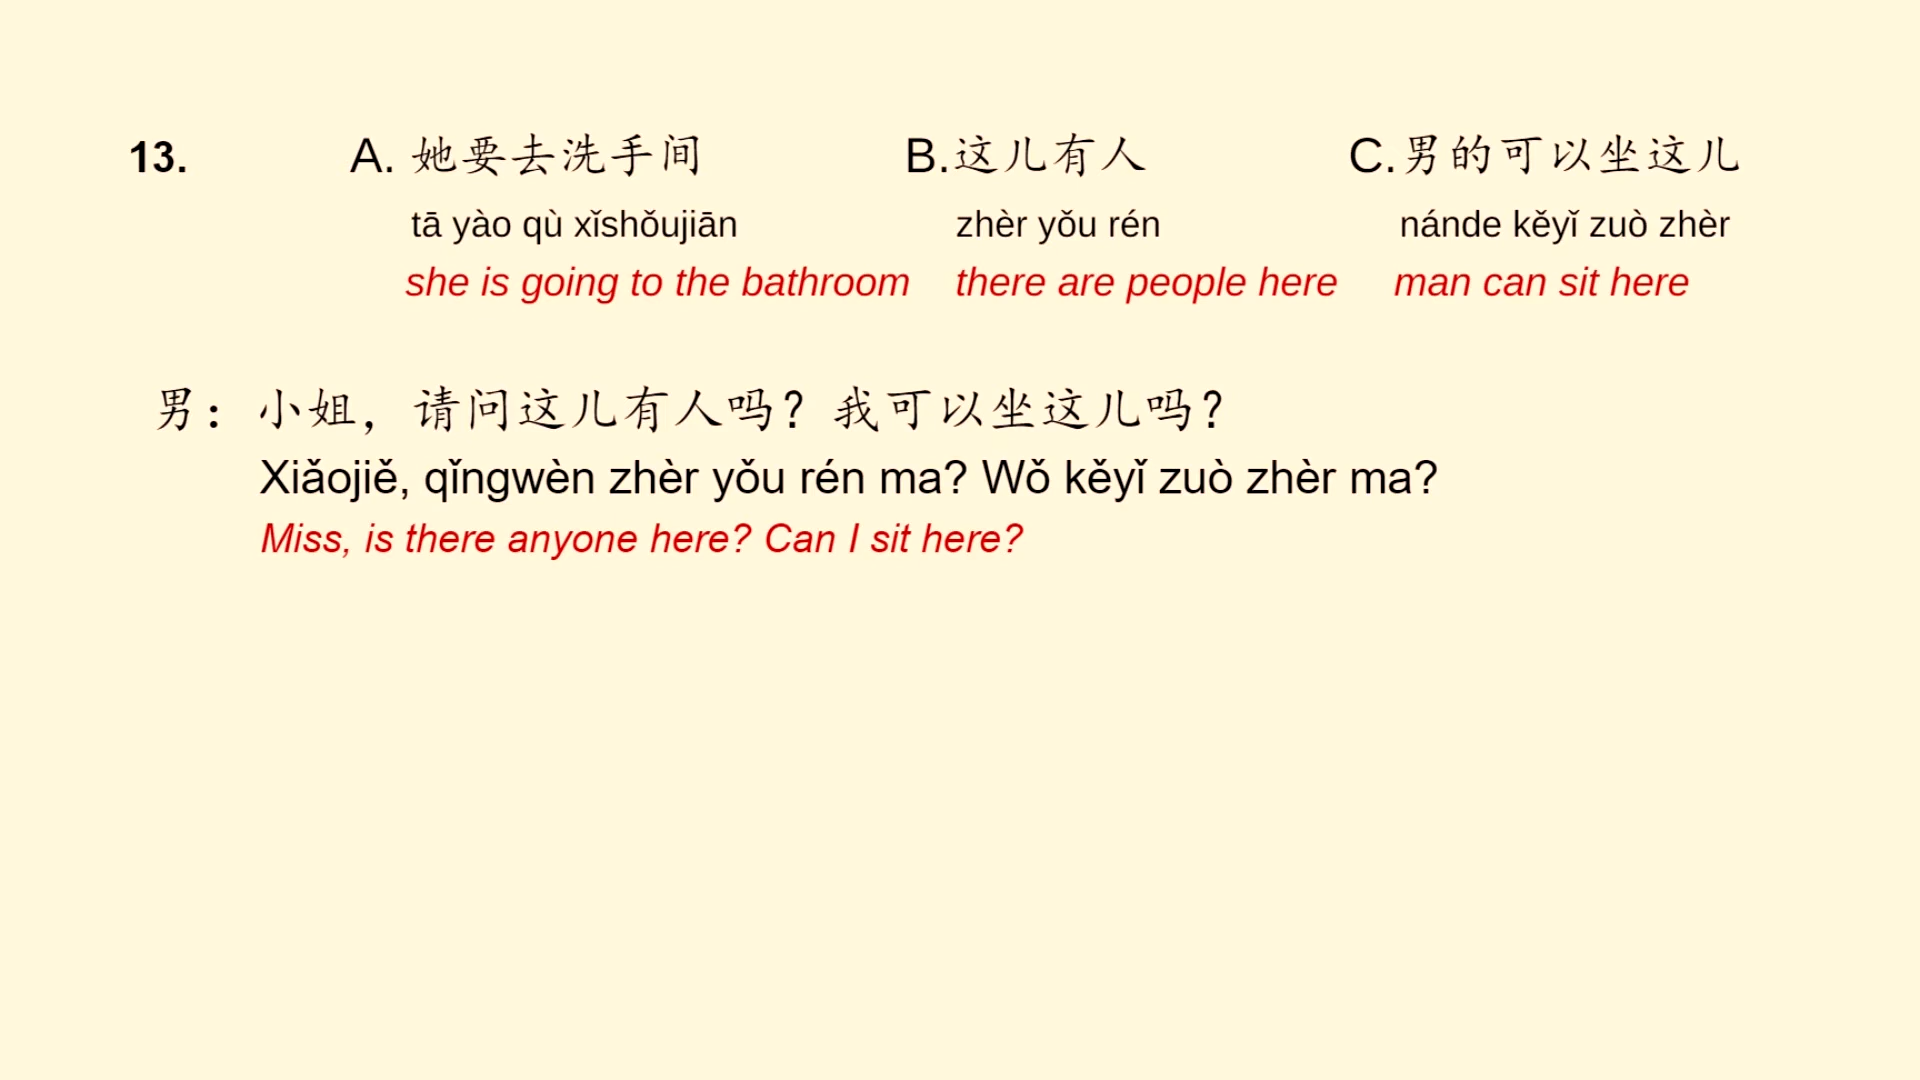 13. A. 她要去洗手间 B.这儿有人 C.男的可以坐这儿
tā yào qù xǐshǒujiān zhèr yǒu rén nánde kěyǐ zuò zhèr
she is going to the bathroom there are people here man can sit here
男：小姐，请问这儿有人吗？我可以坐这儿吗？
Xiǎojiě, qǐngwèn zhèr yǒu rén ma? Wǒ kěyǐ zuò zhèr ma?
Miss, is there anyone here? Can I sit here?